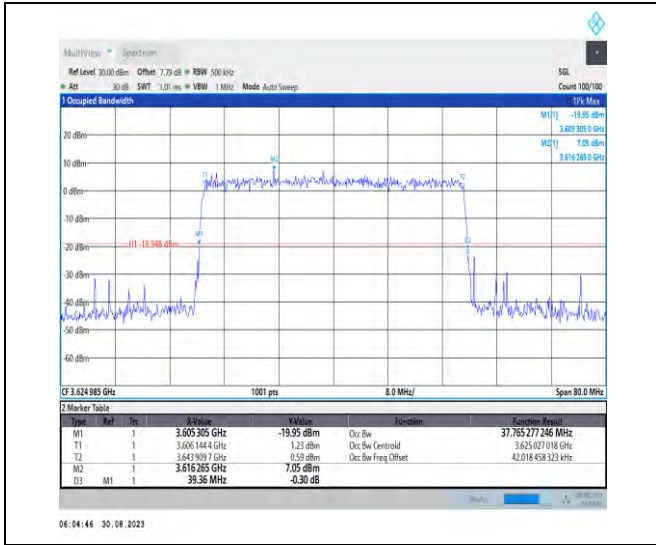 MultiView Spectrum
Ref Level 30.00 dBm Offset 7.79 dB RBW 500 kHz SGL
Att 30 dB SWT 1.01 ms VBW 1 MHz Mode Auto Sweep Count 100/100
1 Occupied Bandwidth 1Pk Max
M1[1] -19.95 dBm
3.605 305 0 GHz
M2[1] 7.05 dBm
3.616 265 0 GHz
20 dBm
10 dBm
M2
T1 T2
0 dBm
-10 dBm
M1
D3
-20 dBm
H1 -18.948 dBm
-30 dBm
-40 dBm
-50 dBm
-60 dBm
CF 3.624 985 GHz 1001 pts 8.0 MHz/ Span 80.0 MHz
2 Marker Table
Type Ref Trc X-Value Y-Value Function Function Result
M1 1 3.605 305 GHz -19.95 dBm Occ Bw 37.765 277 246 MHz
T1 1 3.606 144 4 GHz 1.23 dBm Occ Bw Centroid 3.625 027 018 GHz
T2 1 3.643 909 7 GHz 0.59 dBm Occ Bw Freq Offset 42.018 458 323 kHz
M2 1 3.616 265 GHz 7.05 dBm
D3 M1 1 39.36 MHz -0.30 dB
06:04:46 30.08.2023